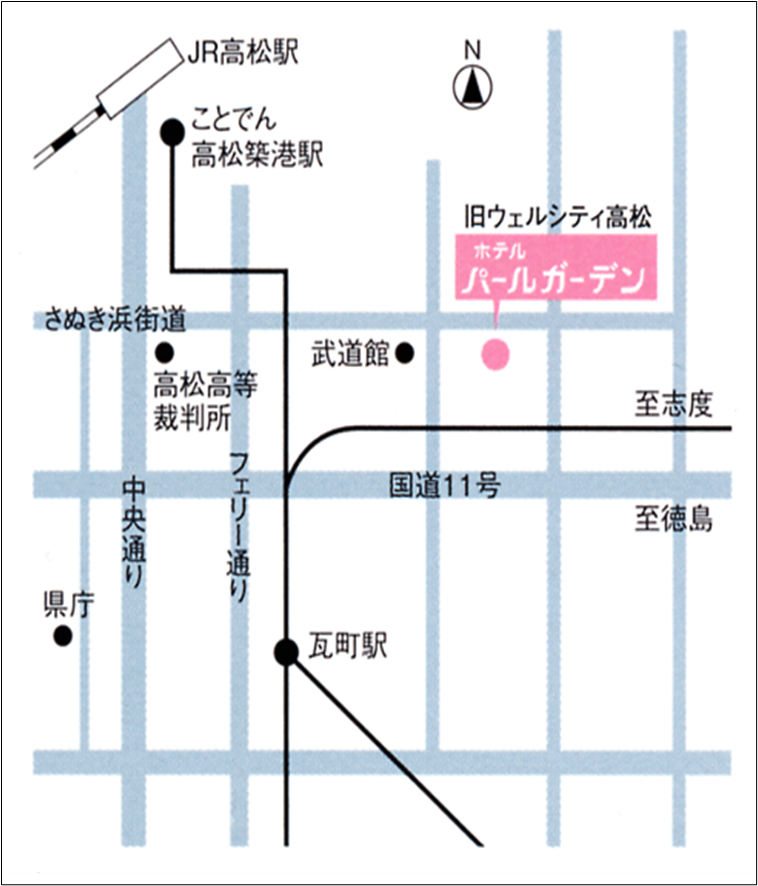 JR高松駅
N
ことでん
高松築港駅
旧ウェルシティ高松
ホテル
パールガーデン
さぬき浜街道
武道館
高松高等
裁判所
至志度
フェリー通り
中央通り
国道11号
至徳島
県庁
瓦町駅